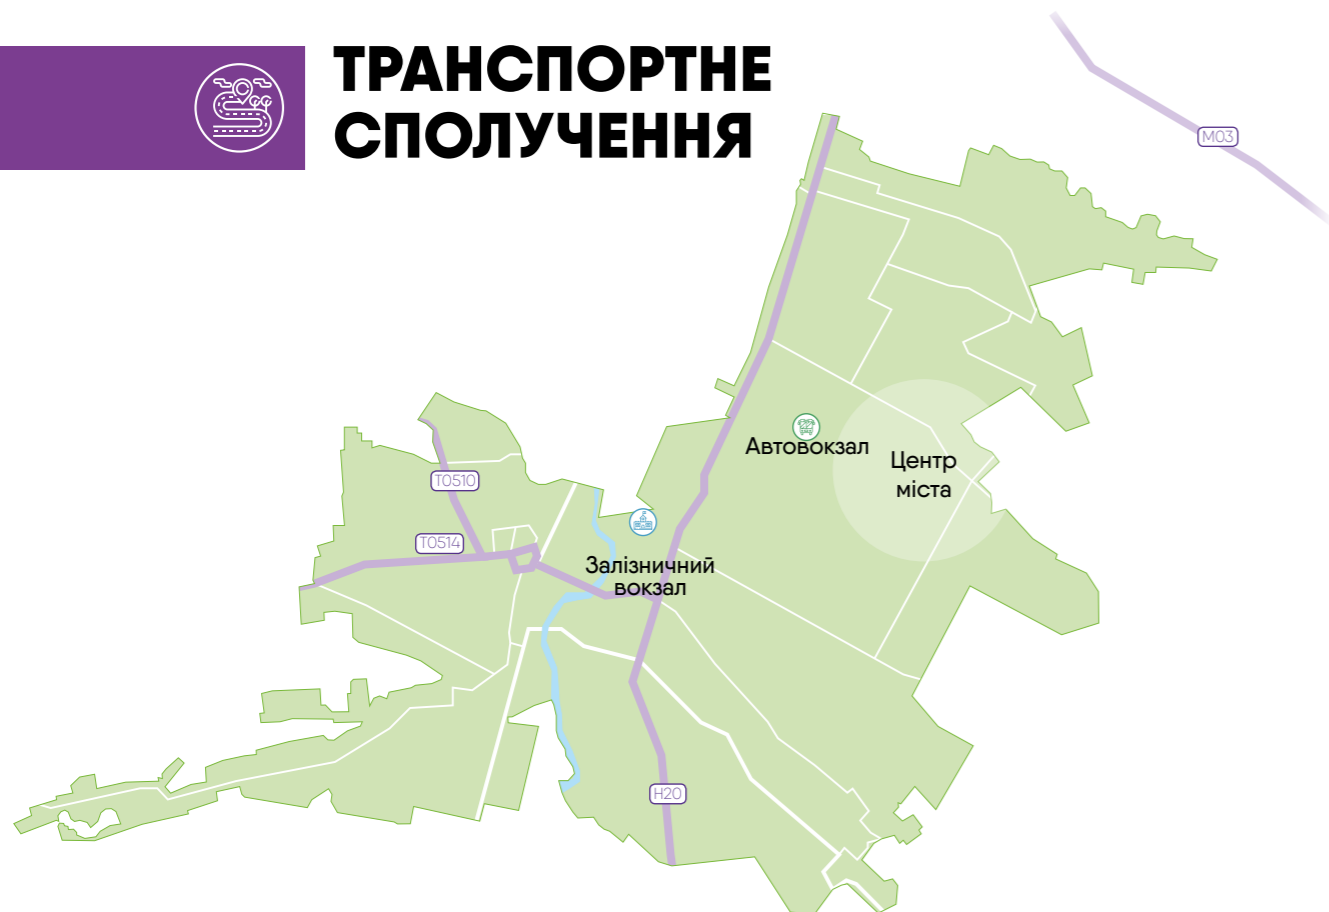 ТРАНСПОРТНЕ
СПОЛУЧЕННЯ
М03
Автовокзал
Центр
міста
Т0510
Т0514
Залізничний
вокзал
Н20